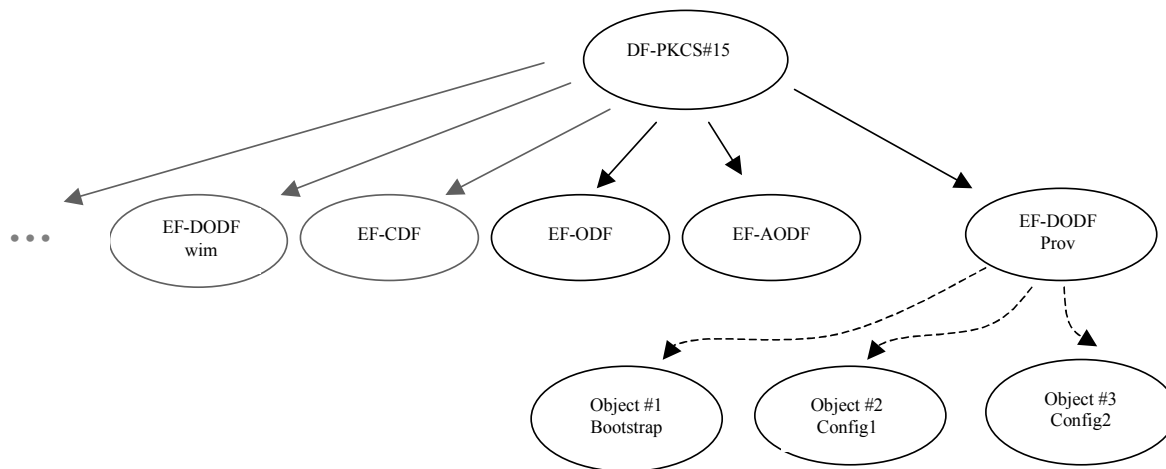 DF-PKCS#15
EF-DODF
wim
EF-CDF
EF-ODF
EF-AODF
EF-DODF
Prov
Object #1
Bootstrap
Object #2
Config1
Object #3
Config2